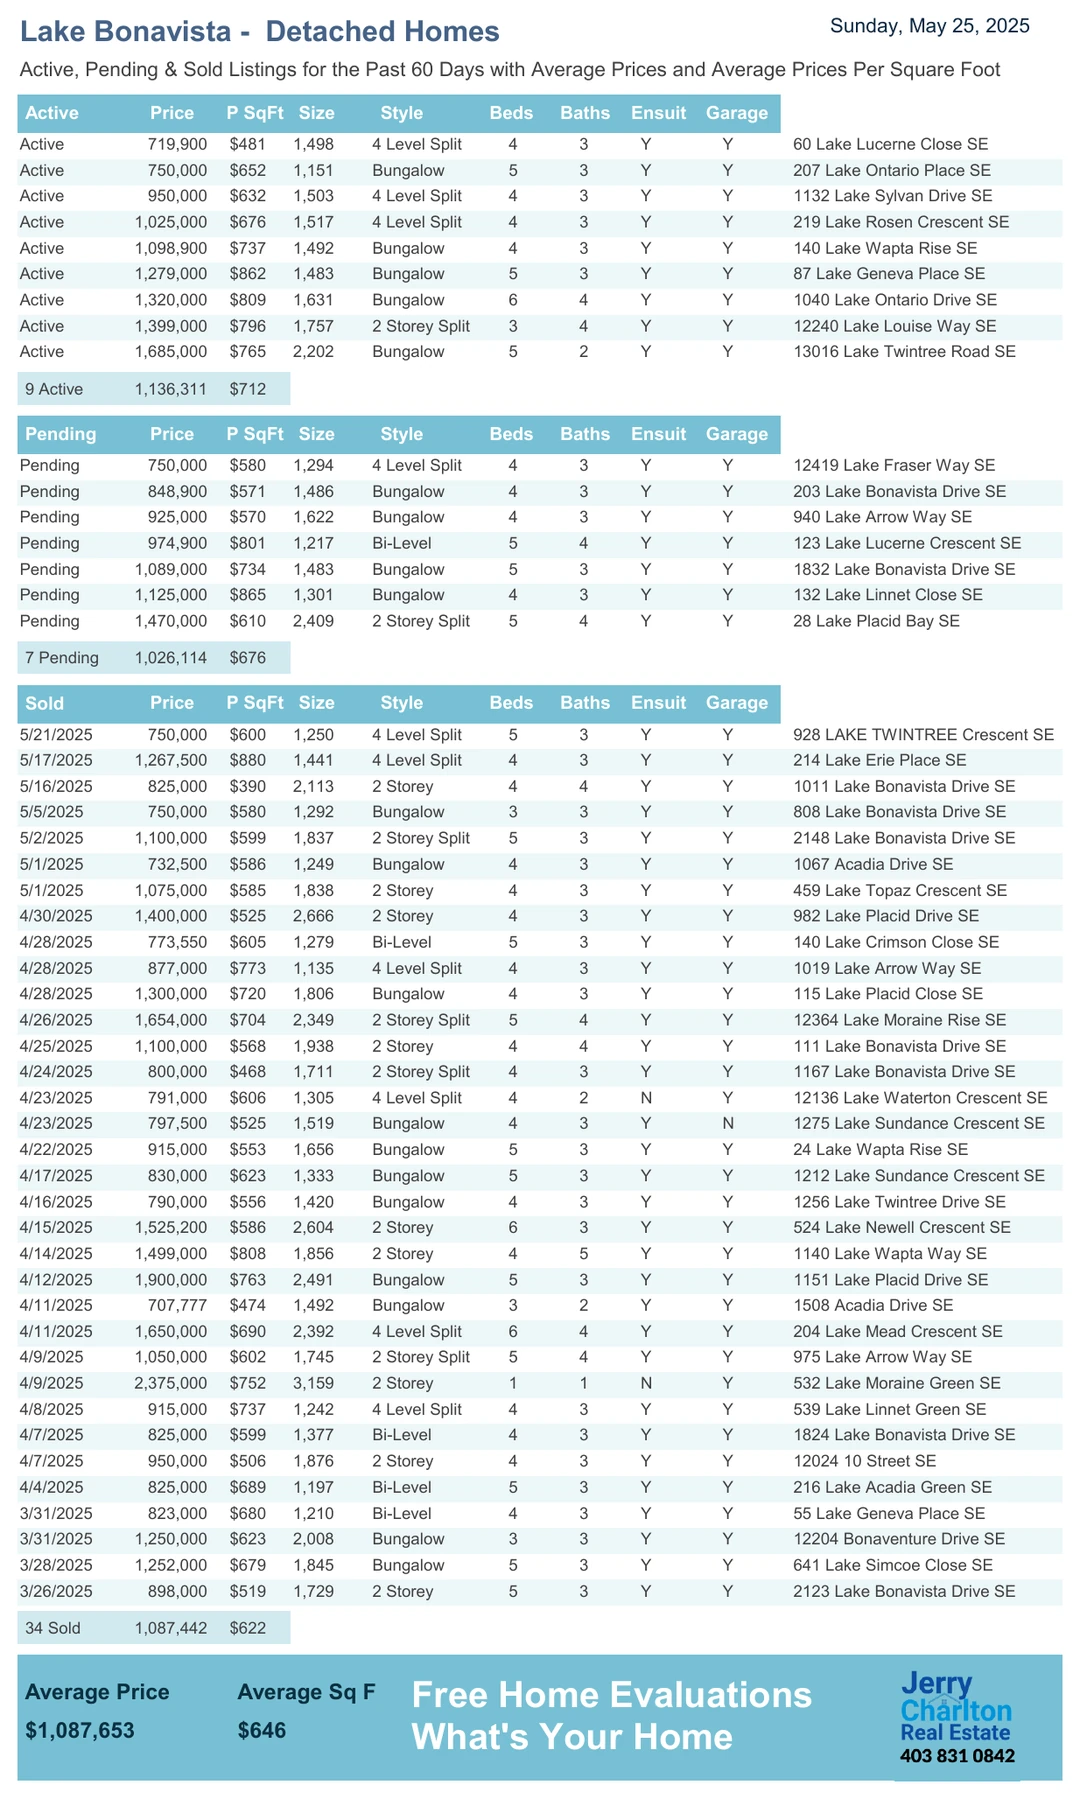 Lake Bonavista - Detached Homes
Sunday, May 25, 2025
Active, Pending & Sold Listings for the Past 60 Days with Average Prices and Average Prices Per Square Foot
Active Price P SqFt Size Style Beds Baths Ensuit Garage
Active 719,900 $481 1,498 4 Level Split 4 3 Y Y 60 Lake Lucerne Close SE
Active 750,000 $652 1,151 Bungalow 5 3 Y Y 207 Lake Ontario Place SE
Active 950,000 $632 1,503 4 Level Split 4 3 Y Y 1132 Lake Sylvan Drive SE
Active 1,025,000 $676 1,517 4 Level Split 4 3 Y Y 219 Lake Rosen Crescent SE
Active 1,098,900 $737 1,492 Bungalow 4 3 Y Y 140 Lake Wapta Rise SE
Active 1,279,000 $862 1,483 Bungalow 5 3 Y Y 87 Lake Geneva Place SE
Active 1,320,000 $809 1,631 Bungalow 6 4 Y Y 1040 Lake Ontario Drive SE
Active 1,399,000 $796 1,757 2 Storey Split 3 4 Y Y 12240 Lake Louise Way SE
Active 1,685,000 $765 2,202 Bungalow 5 2 Y Y 13016 Lake Twintree Road SE
9 Active 1,136,311 $712
Pending Price P SqFt Size Style Beds Baths Ensuit Garage
Pending 750,000 $580 1,294 4 Level Split 4 3 Y Y 12419 Lake Fraser Way SE
Pending 848,900 $571 1,486 Bungalow 4 3 Y Y 203 Lake Bonavista Drive SE
Pending 925,000 $570 1,622 Bungalow 4 3 Y Y 940 Lake Arrow Way SE
Pending 974,900 $801 1,217 Bi-Level 5 4 Y Y 123 Lake Lucerne Crescent SE
Pending 1,089,000 $734 1,483 Bungalow 5 3 Y Y 1832 Lake Bonavista Drive SE
Pending 1,125,000 $865 1,301 Bungalow 4 3 Y Y 132 Lake Linnet Close SE
Pending 1,470,000 $610 2,409 2 Storey Split 5 4 Y Y 28 Lake Placid Bay SE
7 Pending 1,026,114 $676
Sold Price P SqFt Size Style Beds Baths Ensuit Garage
5/21/2025 750,000 $600 1,250 4 Level Split 5 3 Y Y 928 LAKE TWINTREE Crescent SE
5/17/2025 1,267,500 $880 1,441 4 Level Split 4 3 Y Y 214 Lake Erie Place SE
5/16/2025 825,000 $390 2,113 2 Storey 4 4 Y Y 1011 Lake Bonavista Drive SE
5/5/2025 750,000 $580 1,292 Bungalow 3 3 Y Y 808 Lake Bonavista Drive SE
5/2/2025 1,100,000 $599 1,837 2 Storey Split 5 3 Y Y 2148 Lake Bonavista Drive SE
5/1/2025 732,500 $586 1,249 Bungalow 4 3 Y Y 1067 Acadia Drive SE
5/1/2025 1,075,000 $585 1,838 2 Storey 4 3 Y Y 459 Lake Topaz Crescent SE
4/30/2025 1,400,000 $525 2,666 2 Storey 4 3 Y Y 982 Lake Placid Drive SE
4/28/2025 773,550 $605 1,279 Bi-Level 5 3 Y Y 140 Lake Crimson Close SE
4/28/2025 877,000 $773 1,135 4 Level Split 4 3 Y Y 1019 Lake Arrow Way SE
4/28/2025 1,300,000 $720 1,806 Bungalow 4 3 Y Y 115 Lake Placid Close SE
4/26/2025 1,654,000 $704 2,349 2 Storey Split 5 4 Y Y 12364 Lake Moraine Rise SE
4/25/2025 1,100,000 $568 1,938 2 Storey 4 4 Y Y 111 Lake Bonavista Drive SE
4/24/2025 800,000 $468 1,711 2 Storey Split 4 3 Y Y 1167 Lake Bonavista Drive SE
4/23/2025 791,000 $606 1,305 4 Level Split 4 2 N Y 12136 Lake Waterton Crescent SE
4/23/2025 797,500 $525 1,519 Bungalow 4 3 Y N 1275 Lake Sundance Crescent SE
4/22/2025 915,000 $553 1,656 Bungalow 5 3 Y Y 24 Lake Wapta Rise SE
4/17/2025 830,000 $623 1,333 Bungalow 5 3 Y Y 1212 Lake Sundance Crescent SE
4/16/2025 790,000 $556 1,420 Bungalow 4 3 Y Y 1256 Lake Twintree Drive SE
4/15/2025 1,525,200 $586 2,604 2 Storey 6 3 Y Y 524 Lake Newell Crescent SE
4/14/2025 1,499,000 $808 1,856 2 Storey 4 5 Y Y 1140 Lake Wapta Way SE
4/12/2025 1,900,000 $763 2,491 Bungalow 5 3 Y Y 1151 Lake Placid Drive SE
4/11/2025 707,777 $474 1,492 Bungalow 3 2 Y Y 1508 Acadia Drive SE
4/11/2025 1,650,000 $690 2,392 4 Level Split 6 4 Y Y 204 Lake Mead Crescent SE
4/9/2025 1,050,000 $602 1,745 2 Storey Split 5 4 Y Y 975 Lake Arrow Way SE
4/9/2025 2,375,000 $752 3,159 2 Storey 1 1 N Y 532 Lake Moraine Green SE
4/8/2025 915,000 $737 1,242 4 Level Split 4 3 Y Y 539 Lake Linnet Green SE
4/7/2025 825,000 $599 1,377 Bi-Level 4 3 Y Y 1824 Lake Bonavista Drive SE
4/7/2025 950,000 $506 1,876 2 Storey 4 3 Y Y 12024 10 Street SE
4/4/2025 825,000 $689 1,197 Bi-Level 5 3 Y Y 216 Lake Acadia Green SE
3/31/2025 823,000 $680 1,210 Bi-Level 4 3 Y Y 55 Lake Geneva Place SE
3/31/2025 1,250,000 $623 2,008 Bungalow 3 3 Y Y 12204 Bonaventure Drive SE
3/28/2025 1,252,000 $679 1,845 Bungalow 5 3 Y Y 641 Lake Simcoe Close SE
3/26/2025 898,000 $519 1,729 2 Storey 5 3 Y Y 2123 Lake Bonavista Drive SE
34 Sold 1,087,442 $622
Average Price Average Sq F
$1,087,653 $646
Free Home Evaluations
What's Your Home
Jerry
Charlton
Real Estate
403 831 0842